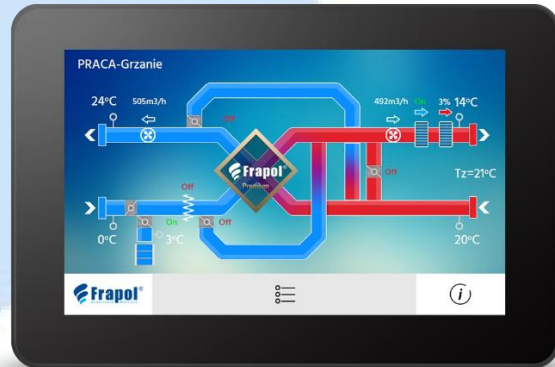 PRACA-Grzanie
24°C
505m3/h
Off
492m3/h
On
3%
14°C
Frapol®
Premium
Off
Tz=21°C
Off
On
Off
0°C
3°C
20°C
Frapol®
i